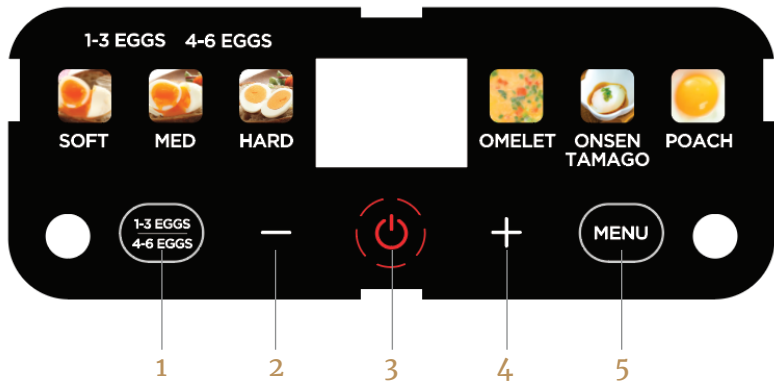 1-3 EGGS 4-6 EGGS
SOFT MED HARD OMELET ONSEN TAMAGO POACH
1-3 EGGS
4-6 EGGS
− + MENU
1 2 3 4 5